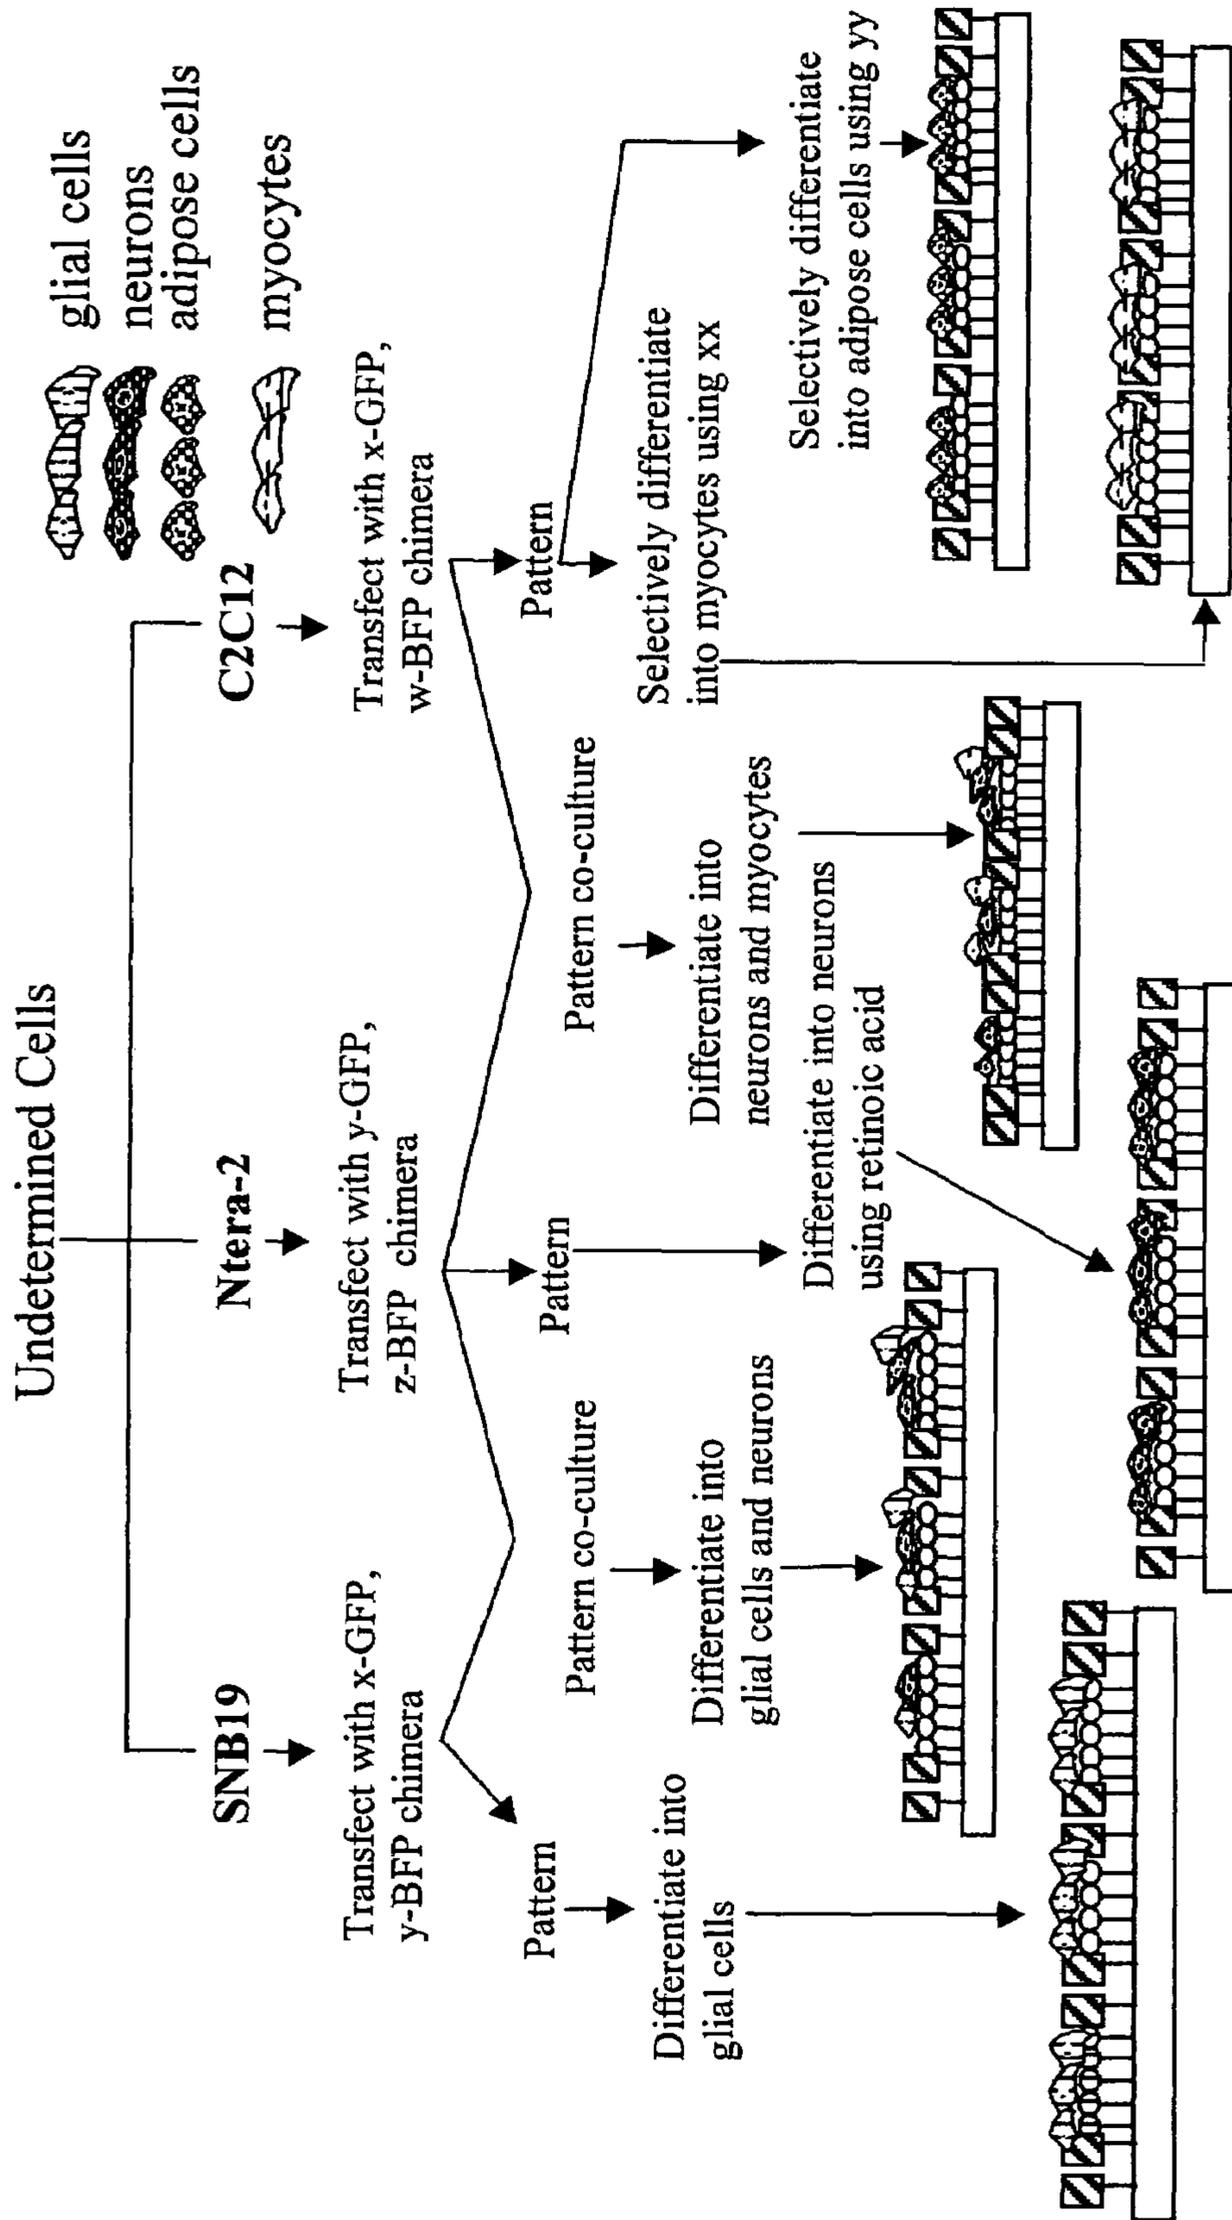 Undetermined Cells
glial cells
neurons
adipose cells
myocytes
SNB19
Ntera-2
C2C12
Transfect with x-GFP,
y-BFP chimera
Transfect with y-GFP,
z-BFP chimera
Transfect with x-GFP,
w-BFP chimera
Pattern
Pattern co-culture
Pattern
Pattern co-culture
Pattern
Differentiate into
glial cells
Differentiate into
glial cells and neurons
Differentiate into neurons
using retinoic acid
Differentiate into
neurons and myocytes
Selectively differentiate
into myocytes using xx
Selectively differentiate
into adipose cells using yy